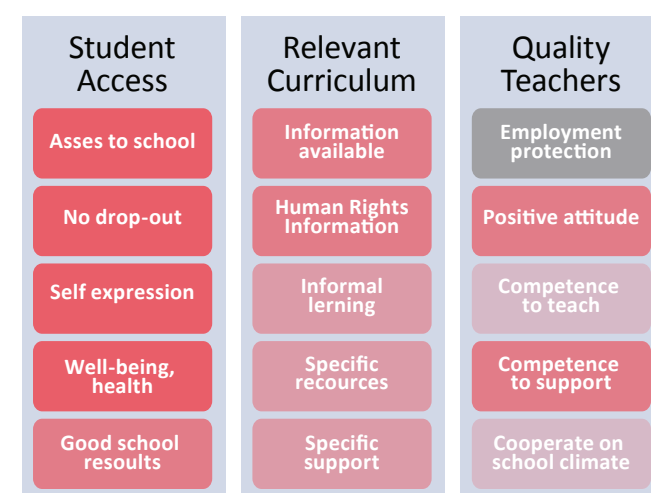 Student
Access
Asses to school
No drop-out
Self expression
Well-being,
health
Good school
resoults
Relevant
Curriculum
Information
available
Human Rights
Information
Informal
lerning
Specific
recources
Specific
support
Quality
Teachers
Employment
protection
Positive attitude
Competence
to teach
Competence
to support
Cooperate on
school climate